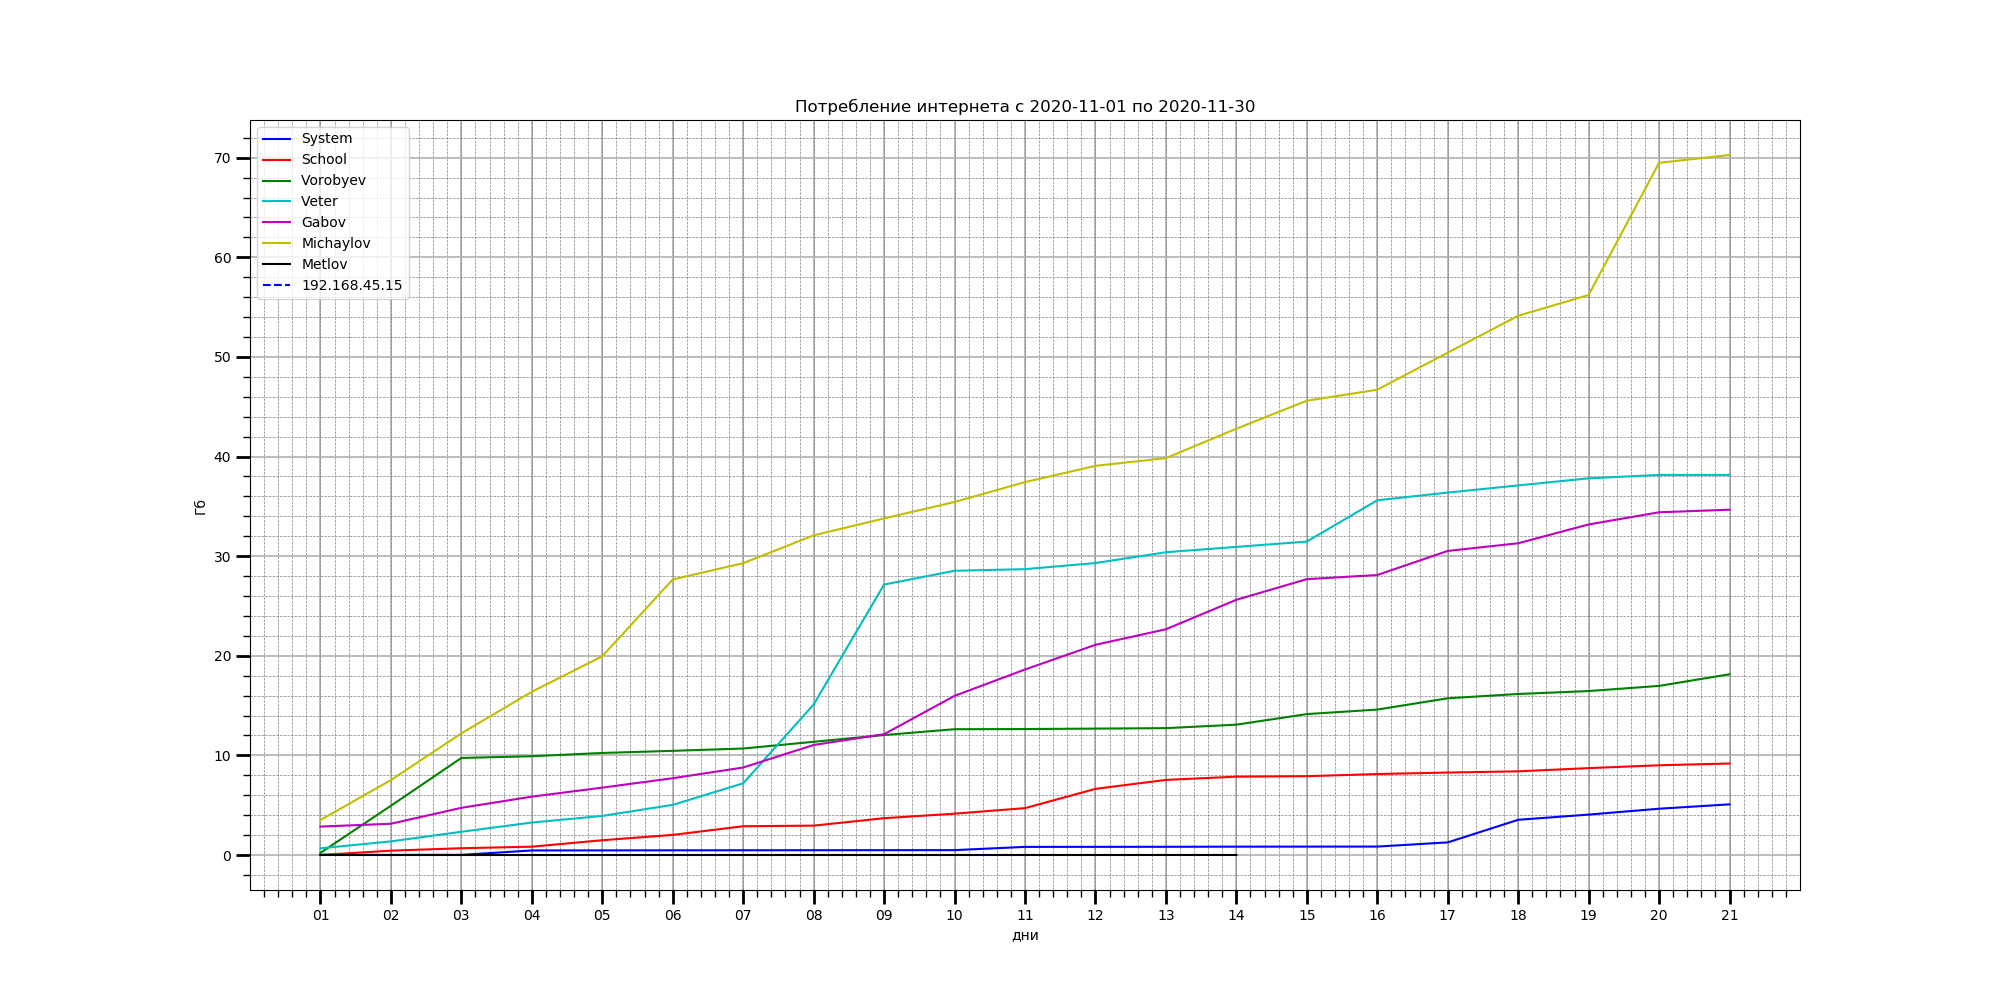 Потребление интернета с 2020-11-01 по 2020-11-30
System
School
Vorobyev
Veter
Gabov
Michaylov
Metlov
192.168.45.15
70
60
50
40
30
20
10
0
Гб
01 02 03 04 05 06 07 08 09 10 11 12 13 14 15 16 17 18 19 20 21
дни